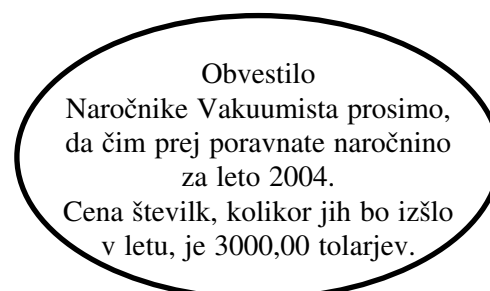 Obvestilo
Naročnike Vakuumista prosimo,
da čim prej poravnate naročnino
za leto 2004.
Cena številk, kolikor jih bo izšlo
v letu, je 3000,00 tolarjev.